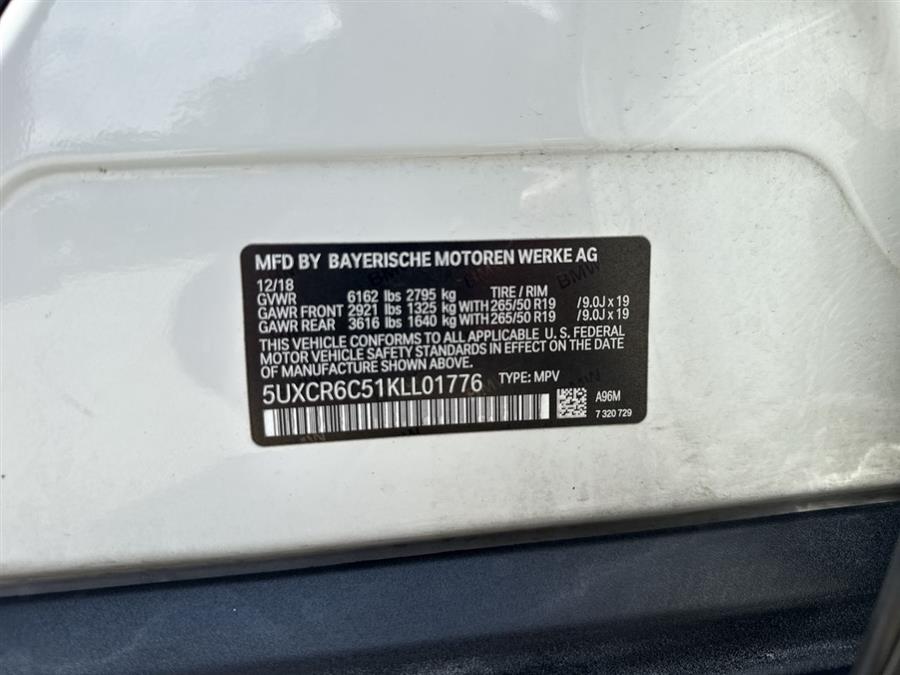 MFD BY BAYERISCHE MOTOREN WERKE AG
12/18
GVWR 6162 lbs 2795 kg TIRE / RIM
GAWR FRONT 2921 lbs 1325 kg WITH 265/50 R19 /9.0J x 19
GAWR REAR 3616 lbs 1640 kg WITH 265/50 R19 /9.0J x 19
THIS VEHICLE CONFORMS TO ALL APPLICABLE U.S. FEDERAL
MOTOR VEHICLE SAFETY STANDARDS IN EFFECT ON THE DATE
OF MANUFACTURE SHOWN ABOVE.
5UXCR6C51KLL01776 TYPE: MPV
A96M
7 320 729
BMW
BMW